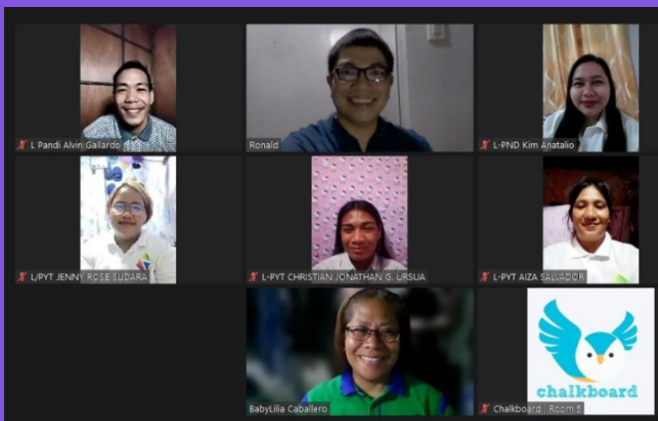 L Pandi Alvin Gallardo
Ronald
L-PND Kim Anatalio
L/PYT JENNY ROSE SUDARA
L-PYT CHRISTIAN JONATHAN G. URSUA
L-PYT AIZA SALVADOR
BabyLilia Caballero
chalkboard
Chalkboard | Room 5